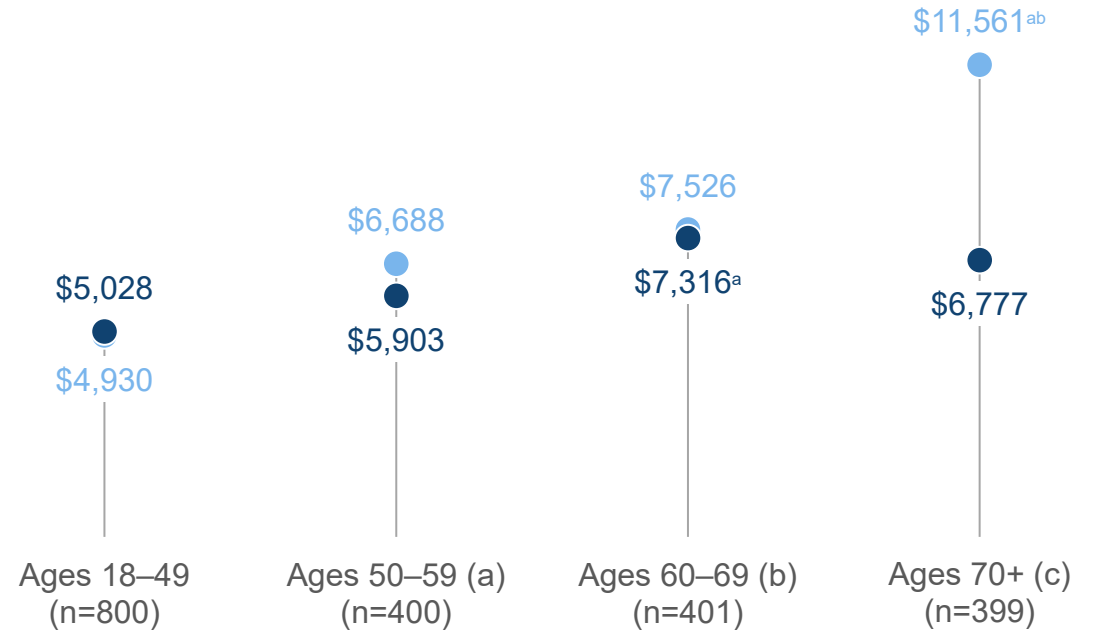 $11,561ab
$7,526
$6,688
$5,028
$7,316a
$6,777
$5,903
$4,930
Ages 18–49
(n=800)
Ages 50–59 (a)
(n=400)
Ages 60–69 (b)
(n=401)
Ages 70+ (c)
(n=399)